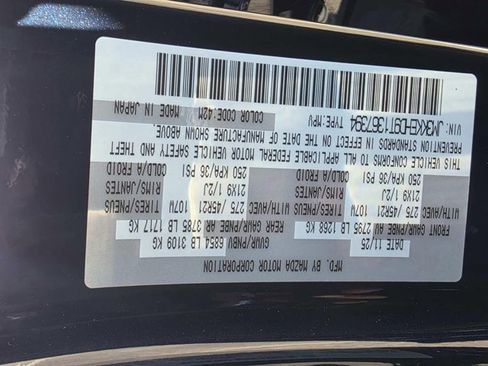 MFD. BY MAZDA MOTOR CORPORATION
DATE 11/25 GVWR/PNBV 6854 LB 3109 KG
FRONT GAWR/PNBE AV 2795 LB 1268 KG REAR GAWR/PNBE AR 3785 LB 1717 KG
WITH/AVEC 275 /45R21 107W TIRES/PNEUS WITH/AVEC 275 /45R21 107W TIRES/PNEUS
21X9 1/2J RIMS/JANTES 21X9 1/2J RIMS/JANTES
250 KPA/36 PSI COLD/A FROID 250 KPA/36 PSI COLD/A FROID
THIS VEHICLE CONFORMS TO ALL APPLICABLE FEDERAL MOTOR VEHICLE SAFETY AND THEFT
PREVENTION STANDARDS IN EFFECT ON THE DATE OF MANUFACTURE SHOWN ABOVE.
VIN: JM3KKEHD9T1367394
TYPE:MPV COLOR CODE:42M MADE IN JAPAN